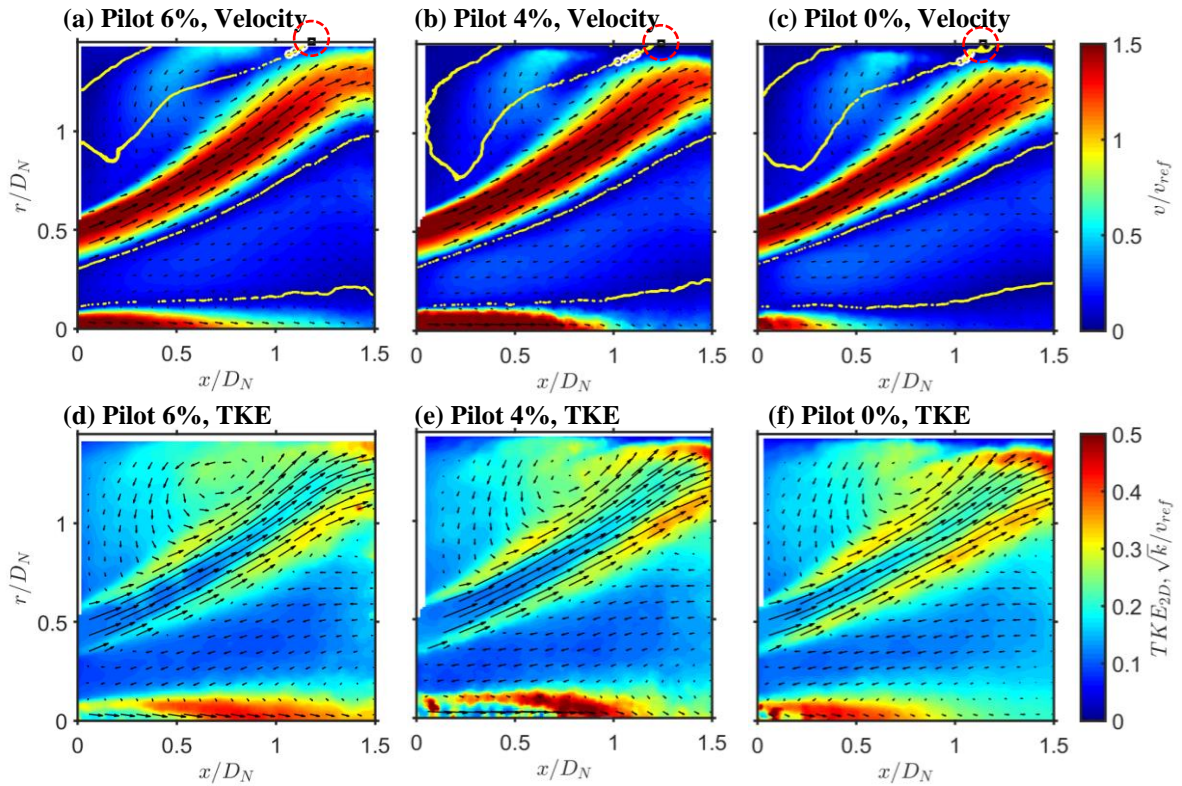 (a) Pilot 6%, Velocity
(b) Pilot 4%, Velocity
(c) Pilot 0%, Velocity
r/D_N
1
0.5
0
0 0.5 1 1.5
x/D_N
0 0.5 1 1.5
x/D_N
0 0.5 1 1.5
x/D_N
1.5
1
0.5
0
v/v_ref
(d) Pilot 6%, TKE
(e) Pilot 4%, TKE
(f) Pilot 0%, TKE
r/D_N
1
0.5
0
0 0.5 1 1.5
x/D_N
0 0.5 1 1.5
x/D_N
0 0.5 1 1.5
x/D_N
0.5
0.4
0.3
0.2
0.1
0
TKE_2D, √k/v_ref